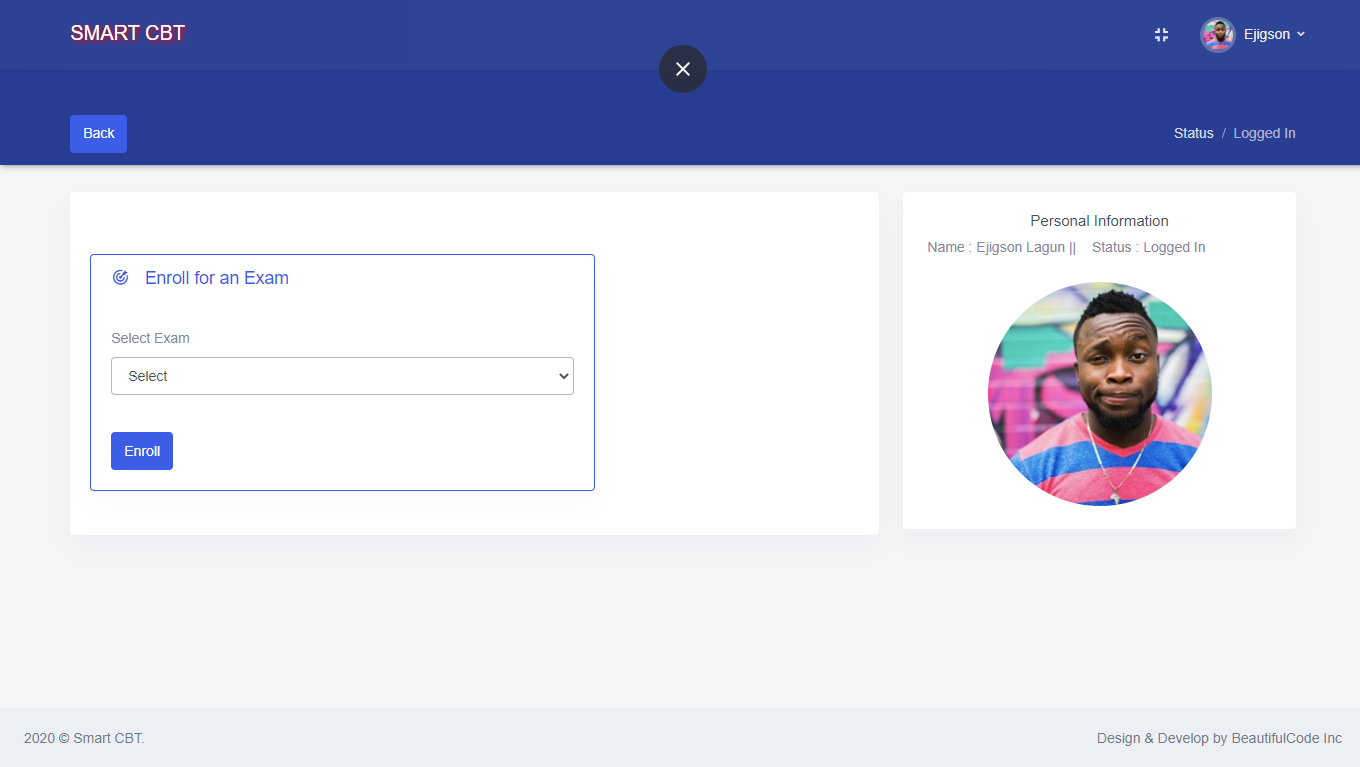 SMART CBT
Ejigson
Back
Status / Logged In
Enroll for an Exam
Select Exam
Select
Enroll
Personal Information
Name : Ejigson Lagun || Status : Logged In
2020 © Smart CBT.
Design & Develop by BeautifulCode Inc